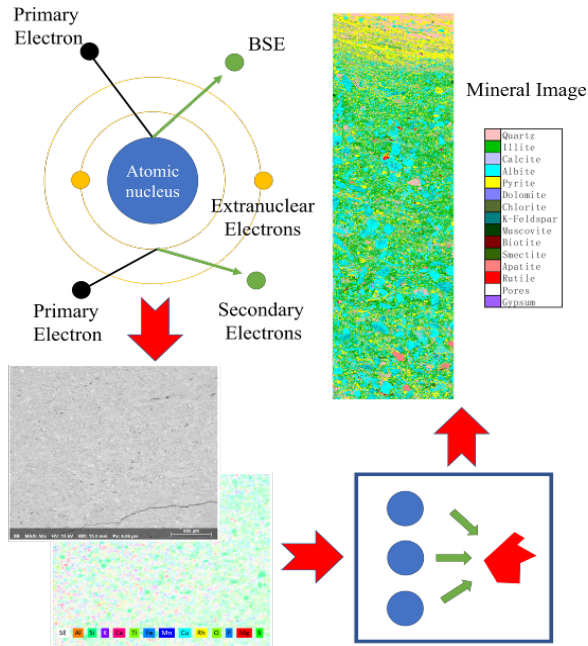 Primary
Electron
BSE
Atomic
nucleus
Extranuclear
Electrons
Primary
Electron
Secondary
Electrons
Mineral Image
Quartz
Illite
Calcite
Albite
Pyrite
Dolomite
Chlorite
K-Feldspar
Muscovite
Biotite
Smectite
Apatite
Rutile
Pores
Gypsum
SE Al Si K Ca Ti Fe Mn Cu Rh O F Mg S